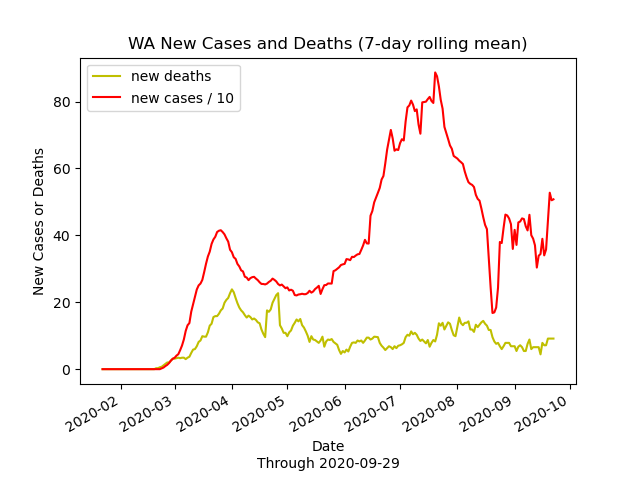 WA New Cases and Deaths (7-day rolling mean)
new deaths
new cases / 10
80
60
40
20
0
New Cases or Deaths
2020-02
2020-03
2020-04
2020-05
2020-06
2020-07
2020-08
2020-09
2020-10
Date
Through 2020-09-29